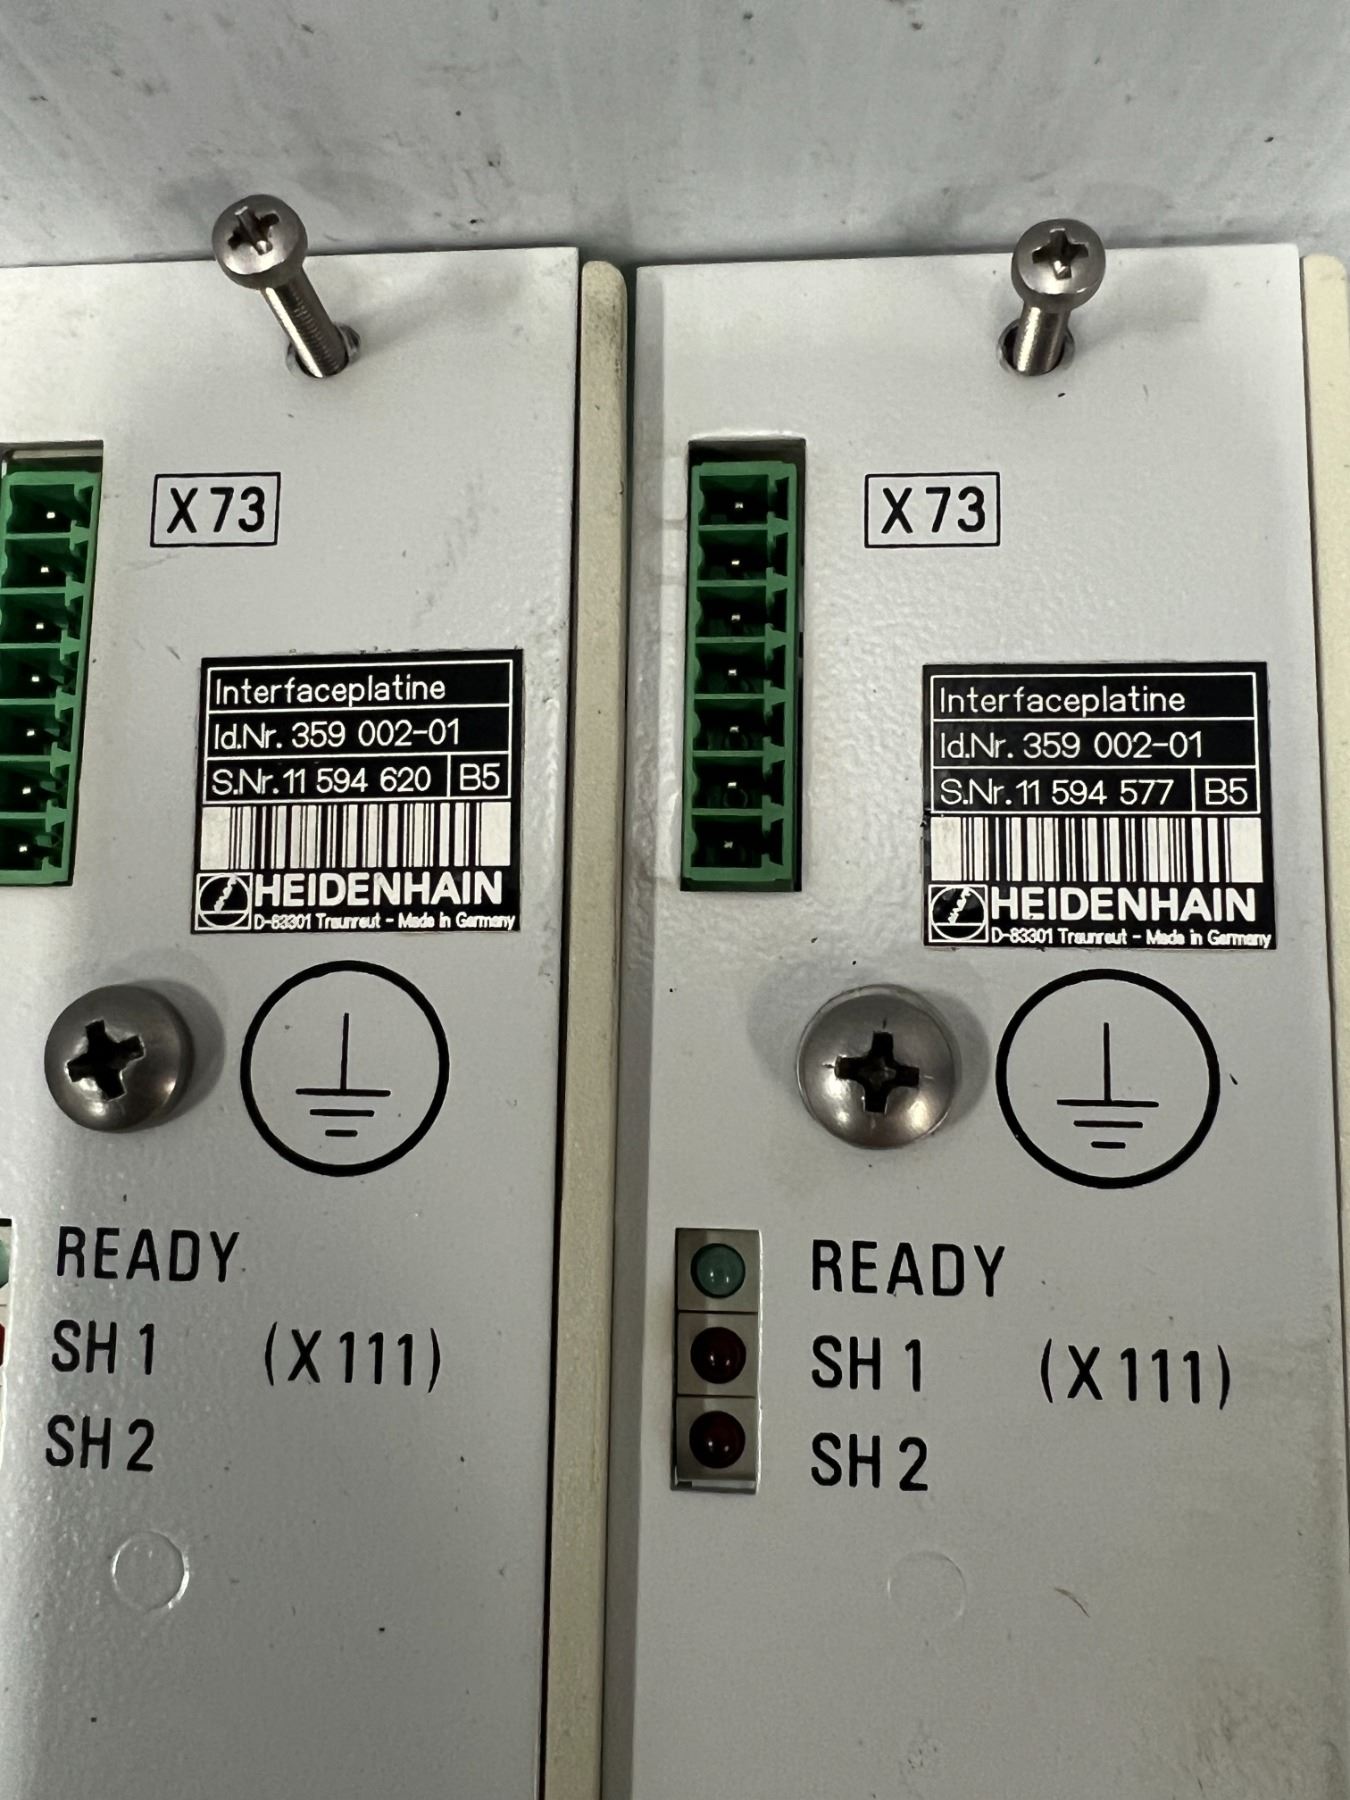 X73
Interfaceplatine
Id.Nr. 359 002-01
S.Nr. 11 594 620 B5
HEIDENHAIN
D-83301 Traunreut - Made in Germany
READY
SH 1 (X 111)
SH 2
X73
Interfaceplatine
Id.Nr. 359 002-01
S.Nr. 11 594 577 B5
HEIDENHAIN
D-83301 Traunreut - Made in Germany
READY
SH 1 (X 111)
SH 2